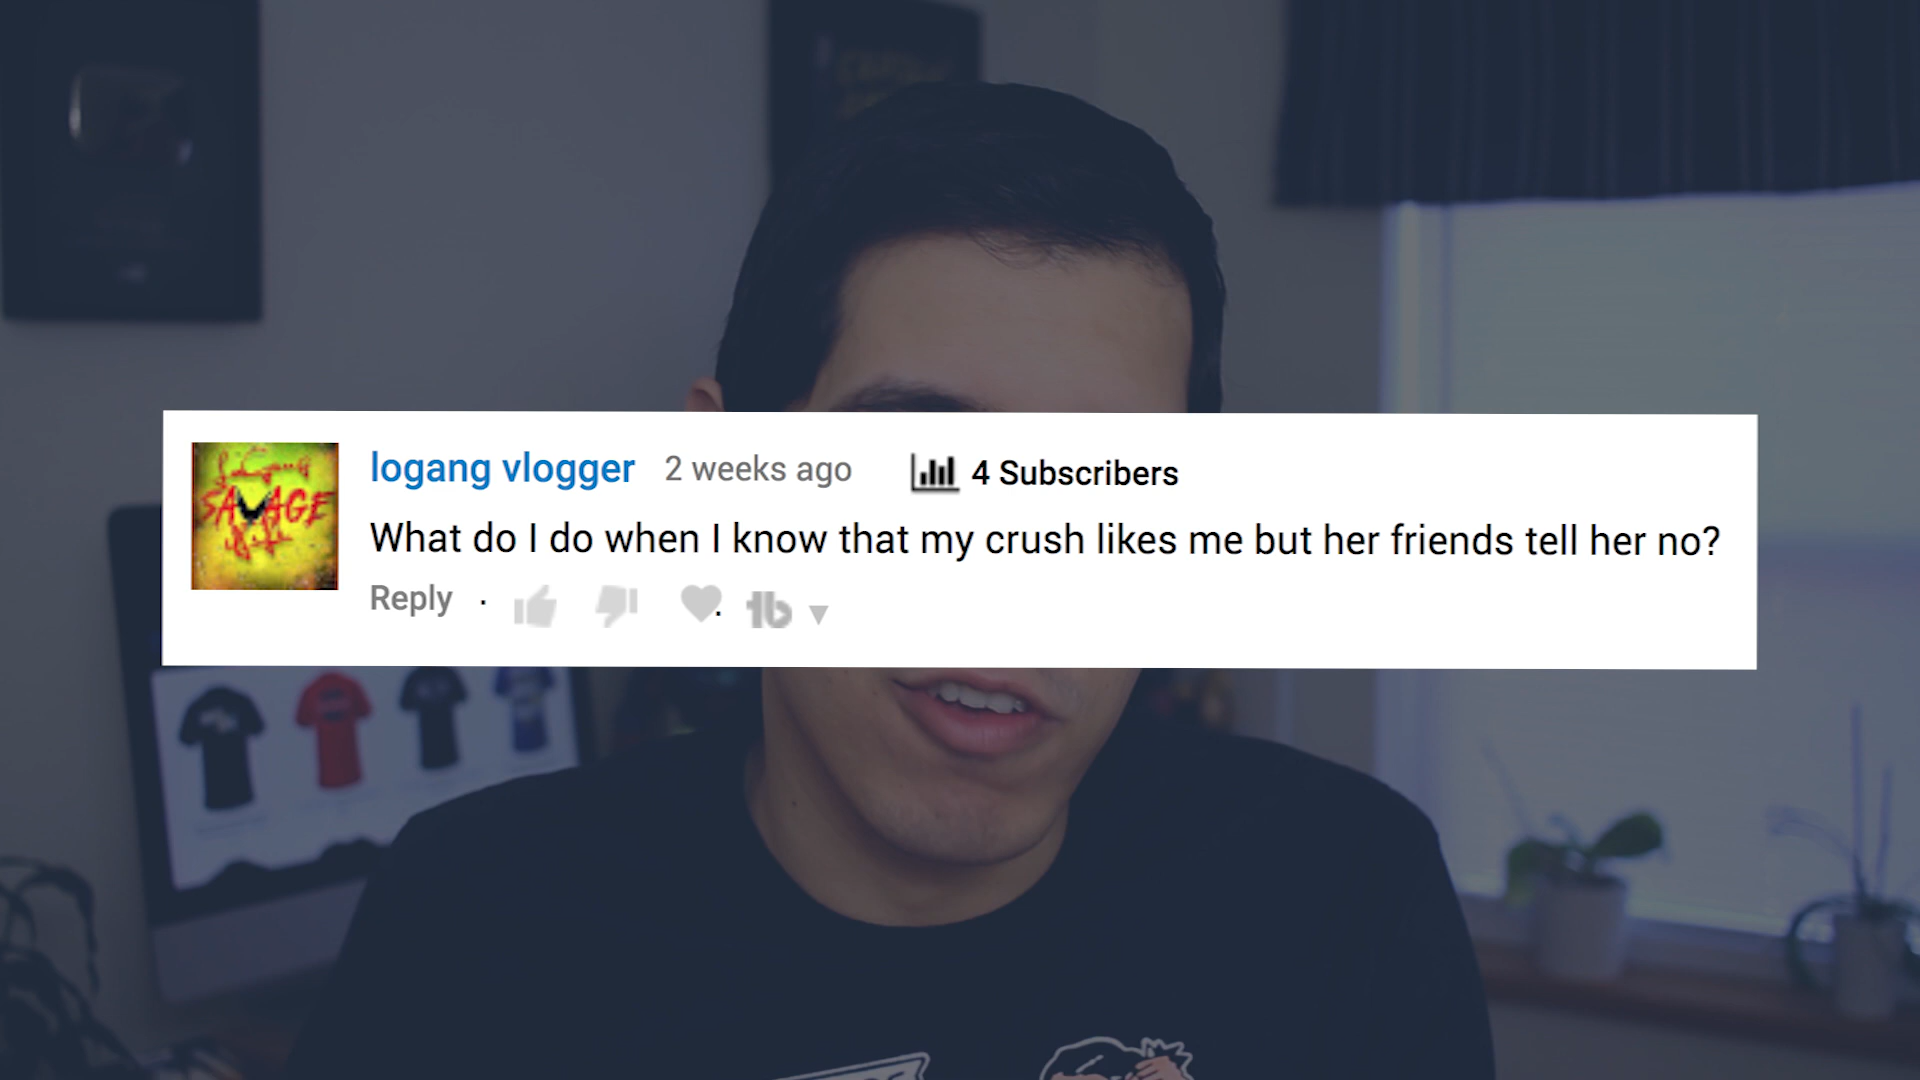 logang vlogger 2 weeks ago 4 Subscribers
SAVAGE
What do I do when I know that my crush likes me but her friends tell her no?
Reply